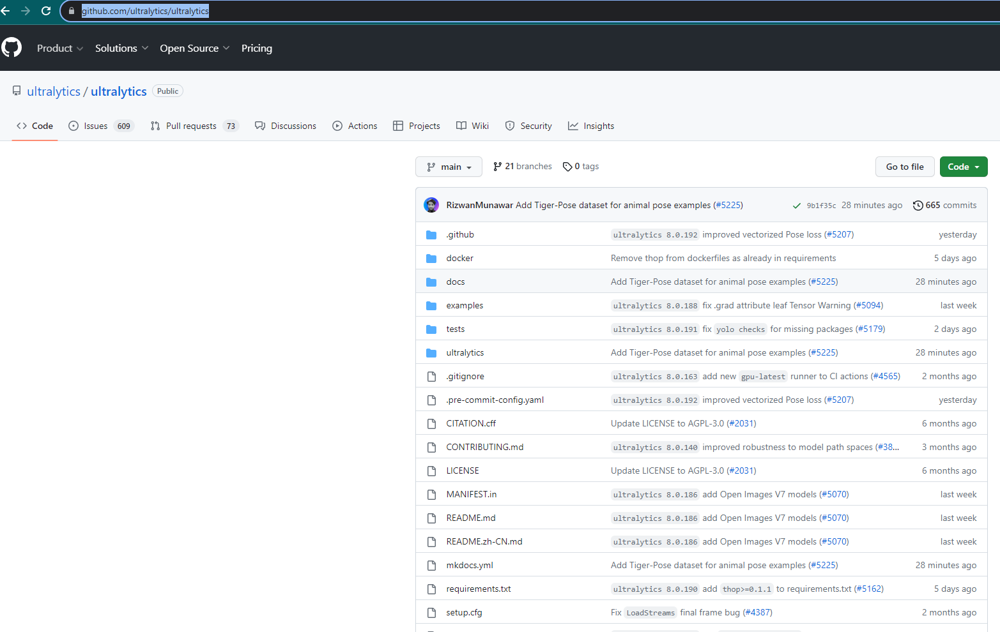 github.com/ultralytics/ultralytics
Product Solutions Open Source Pricing
ultralytics / ultralytics Public
Code Issues 609 Pull requests 73 Discussions Actions Projects Wiki Security Insights
main 21 branches 0 tags Go to file Code
RizwanMunawar Add Tiger-Pose dataset for animal pose examples (#5225) 9b1f35c 28 minutes ago 665 commits
.github ultralytics 8.0.192 improved vectorized Pose loss (#5207) yesterday
docker Remove thop from dockerfiles as already in requirements 5 days ago
docs Add Tiger-Pose dataset for animal pose examples (#5225) 28 minutes ago
examples ultralytics 8.0.188 fix .grad attribute leaf Tensor Warning (#5094) last week
tests ultralytics 8.0.191 fix yolo checks for missing packages (#5179) 2 days ago
ultralytics Add Tiger-Pose dataset for animal pose examples (#5225) 28 minutes ago
.gitignore ultralytics 8.0.163 add new gpu-latest runner to CI actions (#4565) 2 months ago
.pre-commit-config.yaml ultralytics 8.0.192 improved vectorized Pose loss (#5207) yesterday
CITATION.cff Update LICENSE to AGPL-3.0 (#2031) 6 months ago
CONTRIBUTING.md ultralytics 8.0.140 improved robustness to model path spaces (#38... 3 months ago
LICENSE Update LICENSE to AGPL-3.0 (#2031) 6 months ago
MANIFEST.in ultralytics 8.0.186 add Open Images V7 models (#5070) last week
README.md ultralytics 8.0.186 add Open Images V7 models (#5070) last week
README.zh-CN.md ultralytics 8.0.186 add Open Images V7 models (#5070) last week
mkdocs.yml Add Tiger-Pose dataset for animal pose examples (#5225) 28 minutes ago
requirements.txt ultralytics 8.0.190 add thop>=0.1.1 to requirements.txt (#5162) 5 days ago
setup.cfg Fix LoadStreams final frame bug (#4387) 2 months ago